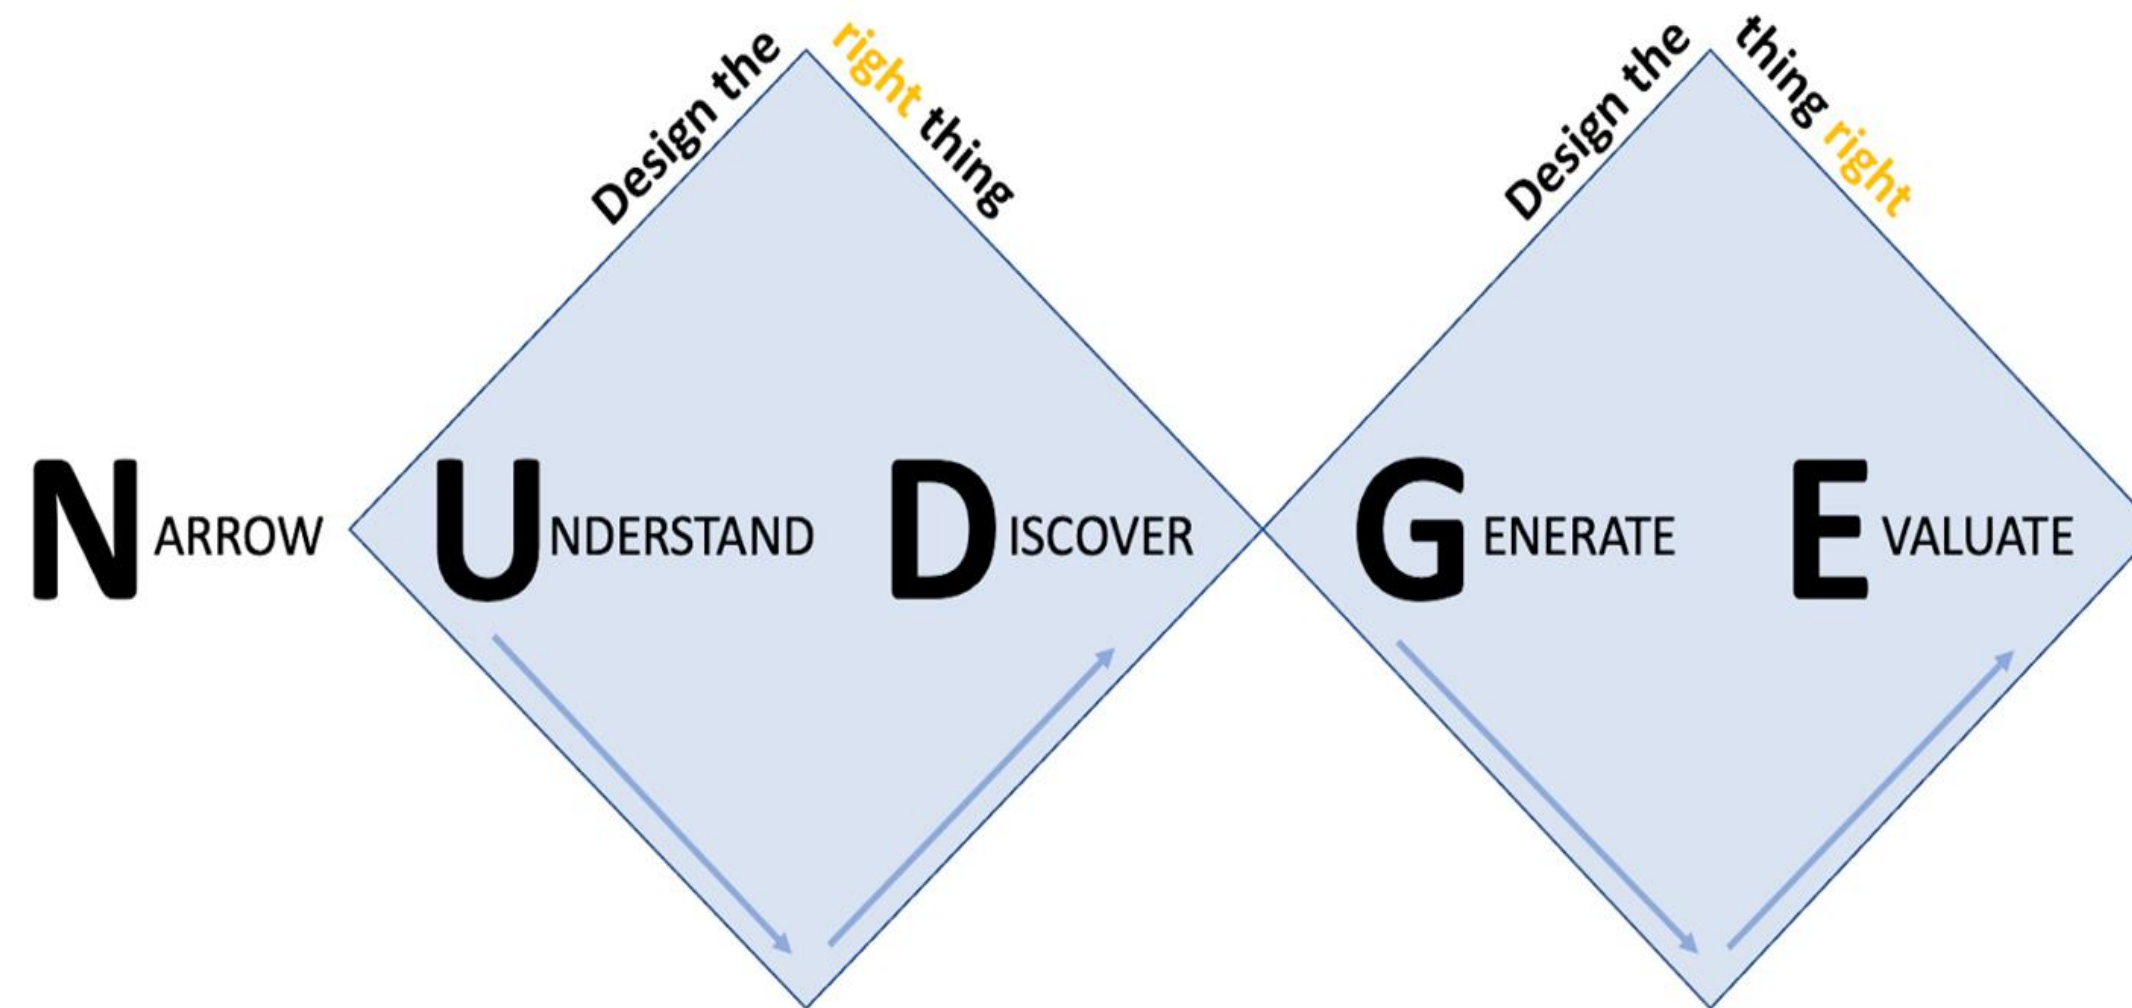 Design the right thing
Design the thing right
NARROW UNDERSTAND DISCOVER GENERATE EVALUATE